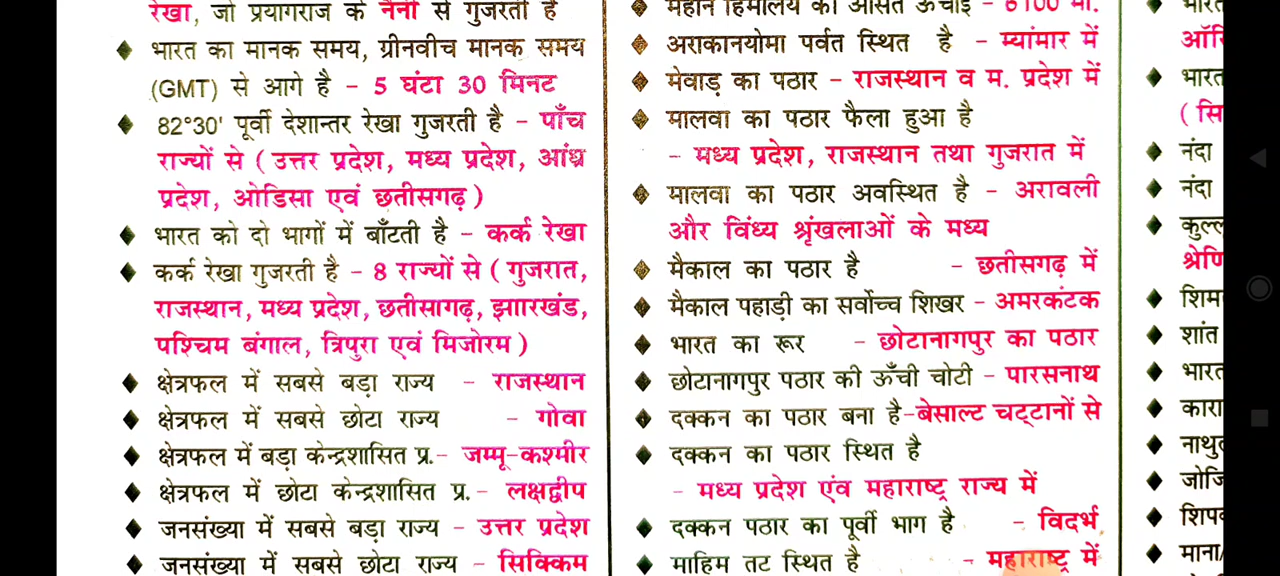 रेखा, जो प्रयागराज के नैनी से गुजरती है
♦ भारत का मानक समय, ग्रीनवीच मानक समय
(GMT) से आगे है - 5 घंटा 30 मिनट
♦ 82°30' पूर्वी देशान्तर रेखा गुजरती है - पाँच
राज्यों से ( उत्तर प्रदेश, मध्य प्रदेश, आंध्र
प्रदेश, ओडिसा एवं छतीसगढ़ )
♦ भारत को दो भागों में बाँटती है - कर्क रेखा
♦ कर्क रेखा गुजरती है - 8 राज्यों से ( गुजरात,
राजस्थान, मध्य प्रदेश, छतीसागढ़, झाारखंड,
पश्चिम बंगाल, त्रिपुरा एवं मिजोरम )
♦ क्षेत्रफल में सबसे बड़ा राज्य - राजस्थान
♦ क्षेत्रफल में सबसे छोटा राज्य - गोवा
♦ क्षेत्रफल में बड़ा केन्द्रशासित प्र.- जम्मू-कश्मीर
♦ क्षेत्रफल में छोटा केन्द्रशासित प्र.- लक्षद्वीप
♦ जनसंख्या में सबसे बड़ा राज्य - उत्तर प्रदेश
♦ जनसंख्या में सबसे छोटा राज्य - सिक्किम
महान हिमालय की औसत ऊँचाई - 6100 मी.
♦ अराकानयोमा पर्वत स्थित है - म्यांमार में
♦ मेवाड़ का पठार - राजस्थान व म. प्रदेश में
♦ मालवा का पठार फैला हुआ है
- मध्य प्रदेश, राजस्थान तथा गुजरात में
♦ मालवा का पठार अवस्थित है - अरावली
और विंध्य श्रृंखलाओं के मध्य
♦ मैकाल का पठार है - छतीसगढ़ में
♦ मैकाल पहाड़ी का सर्वोच्च शिखर - अमरकंटक
♦ भारत का रूर - छोटानागपुर का पठार
♦ छोटानागपुर पठार की ऊँची चोटी - पारसनाथ
♦ दक्कन का पठार बना है-बेसाल्ट चट्टानों से
♦ दक्कन का पठार स्थित है
- मध्य प्रदेश एंव महाराष्ट्र राज्य में
♦ दक्कन पठार का पूर्वी भाग है - विदर्भ
♦ माहिम तट स्थित है - महाराष्ट्र में
♦ भारत
♦ भारत
( सि
♦ नंदा
♦ नंदा
♦ कुल्ल
श्रेणि
♦ शिम
♦ शांत
♦ भारत
♦ कारा
♦ नाथु
♦ जोजि
♦ शिप
♦ माना/